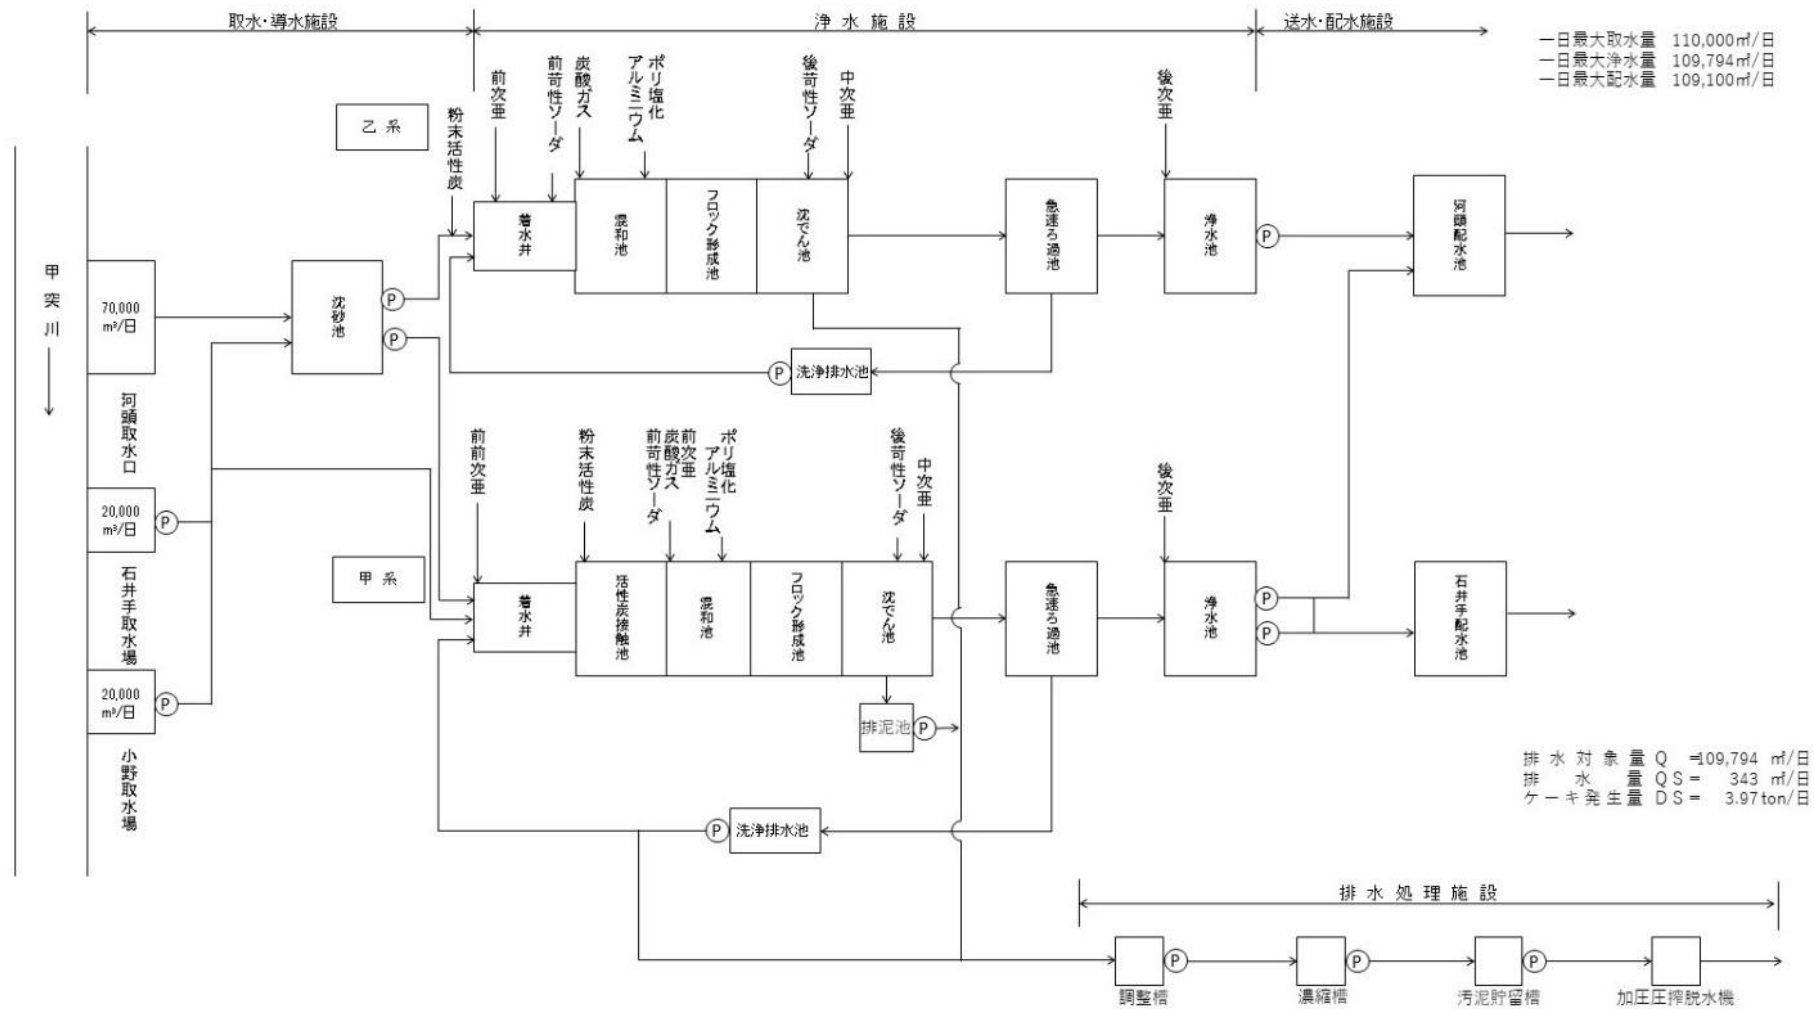 取水・導水施設
浄水施設
送水・配水施設
一日最大取水量 110,000㎥/日
一日最大浄水量 109,794㎥/日
一日最大配水量 109,100㎥/日
乙系
粉末活性炭
前次亜
前苛性ソーダ
炭酸ガス
ポリ塩化
アルミニウム
後苛性ソーダ
中次亜
後次亜
甲突川
70,000
m³/日
河頭取水口
20,000
m³/日
P
石井手取水場
20,000
m³/日
P
小野取水場
沈砂池
P
P
着水井
混和池
フロック形成池
沈でん池
急速ろ過池
浄水池
P
河頭配水池
P
洗浄排水池
甲系
前前次亜
粉末活性炭
前苛性ソーダ
炭酸ガス
前次亜
ポリ塩化
アルミニウム
後苛性ソーダ
中次亜
後次亜
着水井
活性炭接触池
混和池
フロック形成池
沈でん池
急速ろ過池
浄水池
P
P
石井手配水池
排泥池
P
P
洗浄排水池
排水対象量Q =109,794 ㎥/日
排水量QS= 343 ㎥/日
ケーキ発生量DS= 3.97ton/日
排水処理施設
P
P
P
調整槽
濃縮槽
汚泥貯留槽
加圧圧搾脱水機